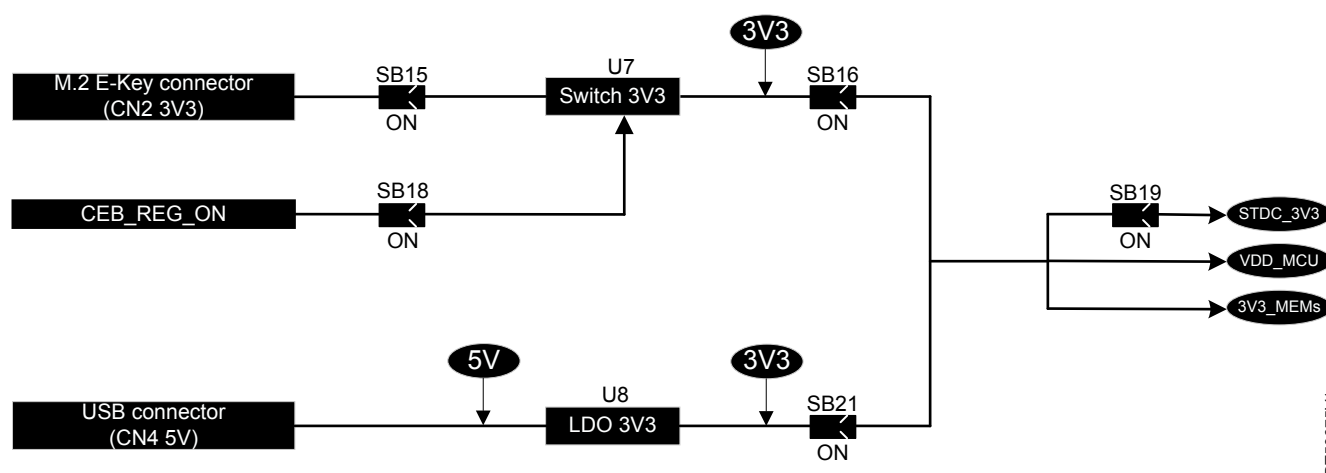 3V3
M.2 E-Key connector
(CN2 3V3)
SB15
ON
U7
Switch 3V3
SB16
ON
CEB_REG_ON
SB18
ON
SB19
ON
STDC_3V3
VDD_MCU
3V3_MEMs
5V
3V3
USB connector
(CN4 5V)
U8
LDO 3V3
SB21
ON